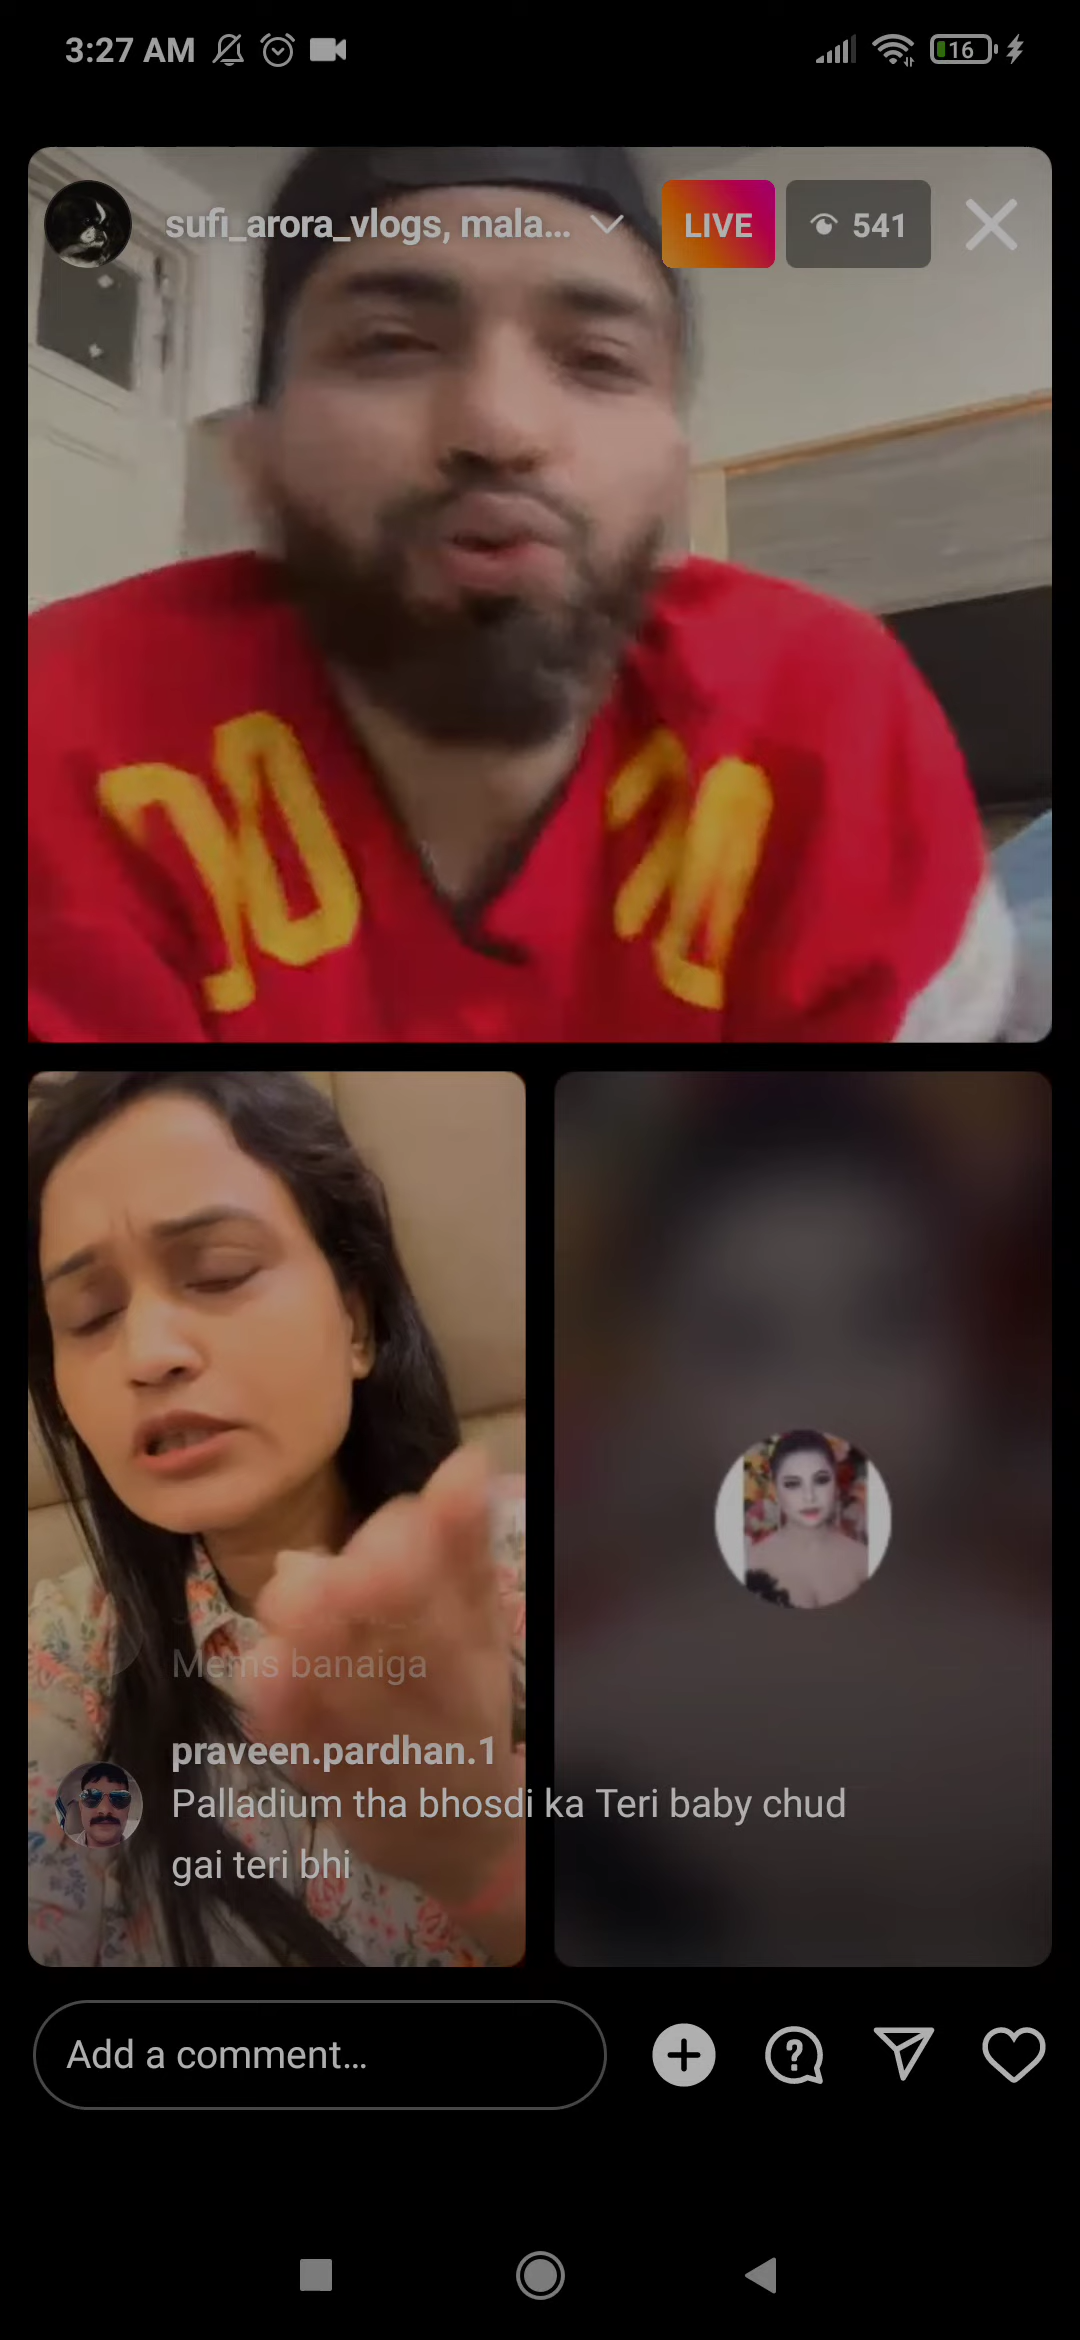 3:27 AM
16
sufi_arora_vlogs, mala...
LIVE
541
Mems banaiga
praveen.pardhan.1
Palladium tha bhosdi ka Teri baby chud
gai teri bhi
Add a comment...